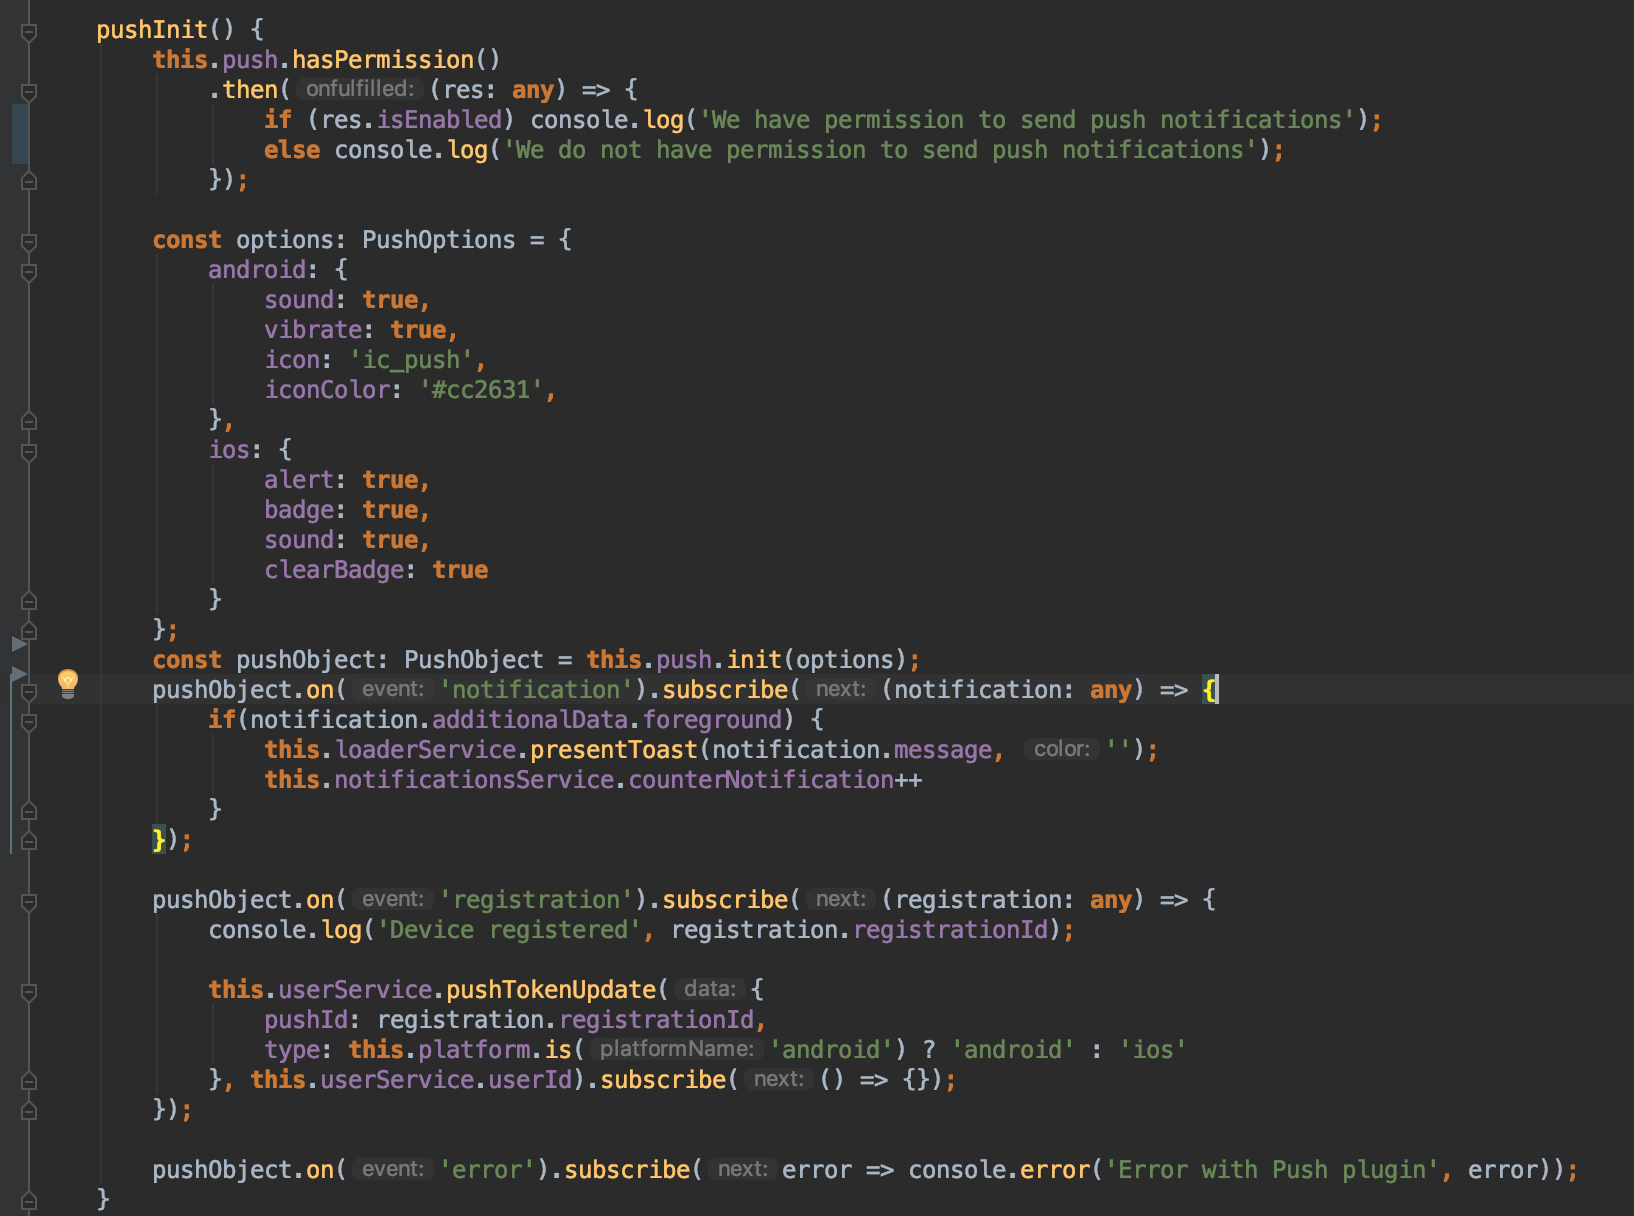 pushInit() {
this.push.hasPermission()
.then( onfulfilled: (res: any) => {
if (res.isEnabled) console.log('We have permission to send push notifications');
else console.log('We do not have permission to send push notifications');
});
const options: PushOptions = {
android: {
sound: true,
vibrate: true,
icon: 'ic_push',
iconColor: '#cc2631',
},
ios: {
alert: true,
badge: true,
sound: true,
clearBadge: true
}
};
const pushObject: PushObject = this.push.init(options);
pushObject.on( event: 'notification').subscribe( next: (notification: any) => {
if(notification.additionalData.foreground) {
this.loaderService.presentToast(notification.message, color: '');
this.notificationsService.counterNotification++
}
});
pushObject.on( event: 'registration').subscribe( next: (registration: any) => {
console.log('Device registered', registration.registrationId);
this.userService.pushTokenUpdate( data: {
pushId: registration.registrationId,
type: this.platform.is( platformName: 'android') ? 'android' : 'ios'
}, this.userService.userId).subscribe( next: () => {});
});
pushObject.on( event: 'error').subscribe( next: error => console.error('Error with Push plugin', error));
}